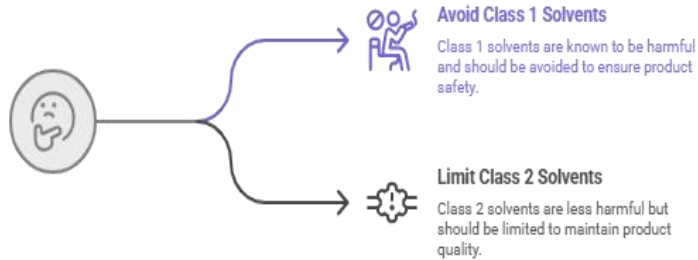 Avoid Class 1 Solvents
Class 1 solvents are known to be harmful
and should be avoided to ensure product
safety.
Limit Class 2 Solvents
Class 2 solvents are less harmful but
should be limited to maintain product
quality.